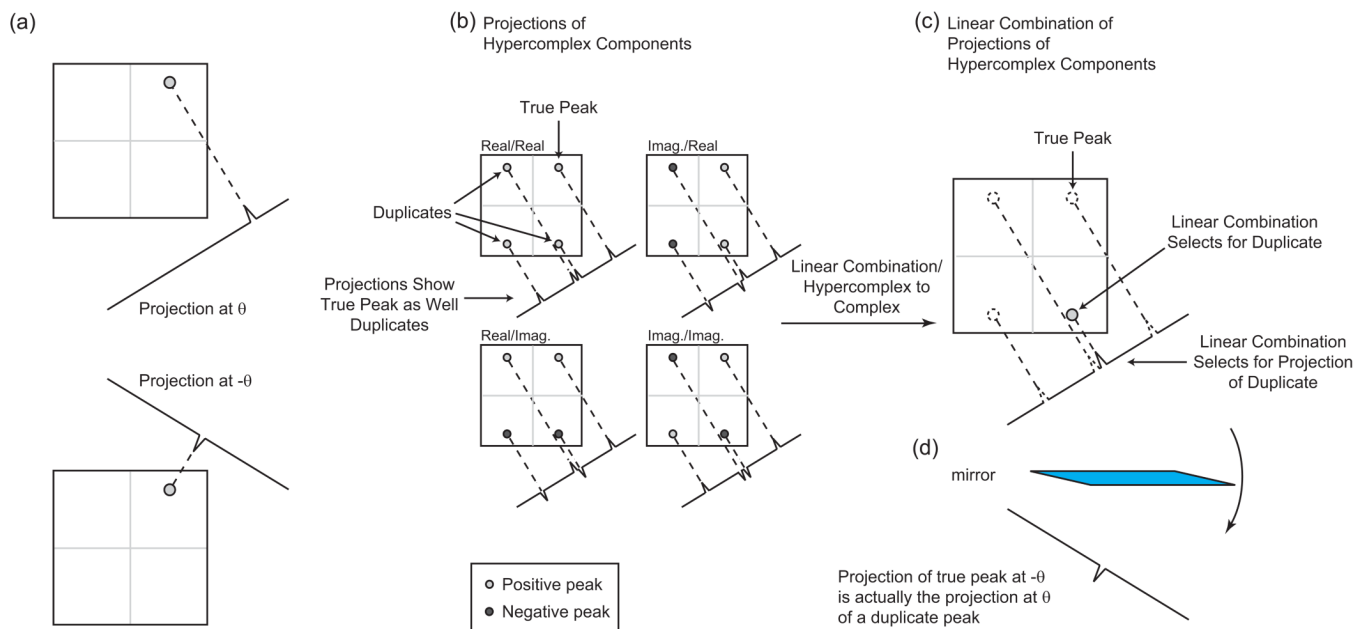 (a)
Projection at θ
Projection at -θ
(b)
Projections of
Hypercomplex Components
True Peak
Real/Real
Imag./Real
Duplicates
Projections Show
True Peak as Well
Duplicates
Real/Imag.
Imag./Imag.
Positive peak
Negative peak
Linear Combination/
Hypercomplex to
Complex
(c)
Linear Combination of
Projections of
Hypercomplex Components
True Peak
Linear Combination
Selects for Duplicate
Linear Combination
Selects for Projection
of Duplicate
(d)
mirror
Projection of true peak at -θ
is actually the projection at θ
of a duplicate peak